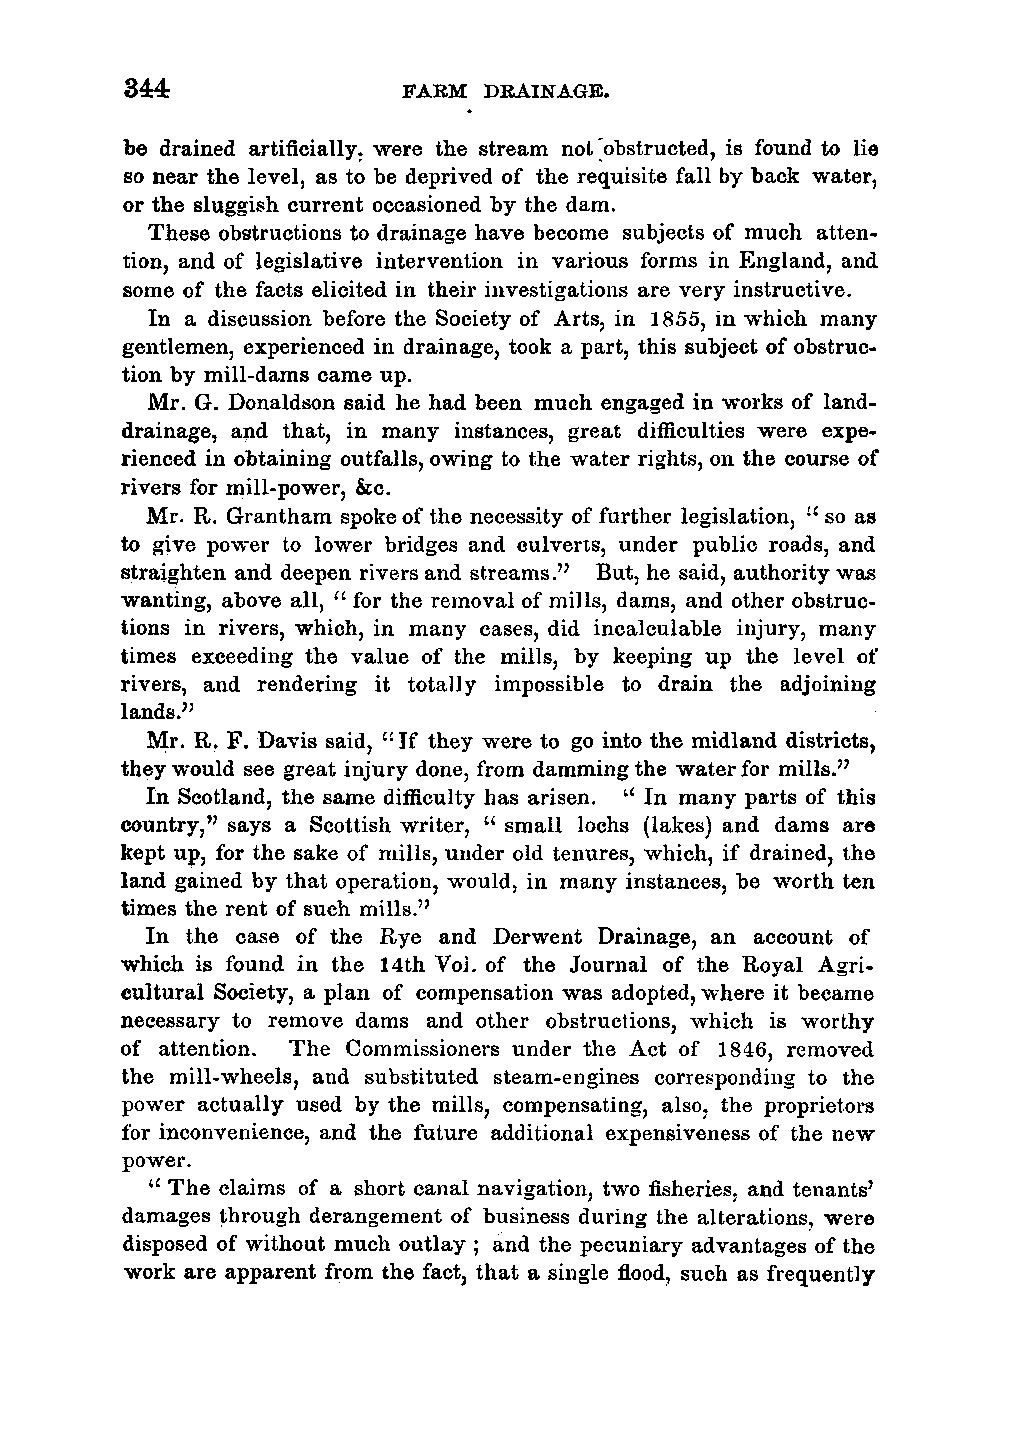 344 FARM DRAINAGE.
be drained artificially, were the stream not obstructed, is found to lie
so near the level, as to be deprived of the requisite fall by back water,
or the sluggish current occasioned by the dam.
These obstructions to drainage have become subjects of much atten-
tion, and of legislative intervention in various forms in England, and
some of the facts elicited in their investigations are very instructive.
In a discussion before the Society of Arts, in 1855, in which many
gentlemen, experienced in drainage, took a part, this subject of obstruc-
tion by mill-dams came up.
Mr. G. Donaldson said he had been much engaged in works of land-
drainage, and that, in many instances, great difficulties were expe-
rienced in obtaining outfalls, owing to the water rights, on the course of
rivers for mill-power, &c.
Mr. R. Grantham spoke of the necessity of further legislation, “ so as
to give power to lower bridges and culverts, under public roads, and
straighten and deepen rivers and streams.” But, he said, authority was
wanting, above all, “ for the removal of mills, dams, and other obstruc-
tions in rivers, which, in many cases, did incalculable injury, many
times exceeding the value of the mills, by keeping up the level of
rivers, and rendering it totally impossible to drain the adjoining
lands.”
Mr. R. F. Davis said, “If they were to go into the midland districts,
they would see great injury done, from damming the water for mills.”
In Scotland, the same difficulty has arisen. “ In many parts of this
country,” says a Scottish writer, “ small lochs (lakes) and dams are
kept up, for the sake of mills, under old tenures, which, if drained, the
land gained by that operation, would, in many instances, be worth ten
times the rent of such mills.”
In the case of the Rye and Derwent Drainage, an account of
which is found in the 14th Vol. of the Journal of the Royal Agri-
cultural Society, a plan of compensation was adopted, where it became
necessary to remove dams and other obstructions, which is worthy
of attention. The Commissioners under the Act of 1846, removed
the mill-wheels, and substituted steam-engines corresponding to the
power actually used by the mills, compensating, also, the proprietors
for inconvenience, and the future additional expensiveness of the new
power.
“ The claims of a short canal navigation, two fisheries, and tenants’
damages through derangement of business during the alterations, were
disposed of without much outlay ; and the pecuniary advantages of the
work are apparent from the fact, that a single flood, such as frequently